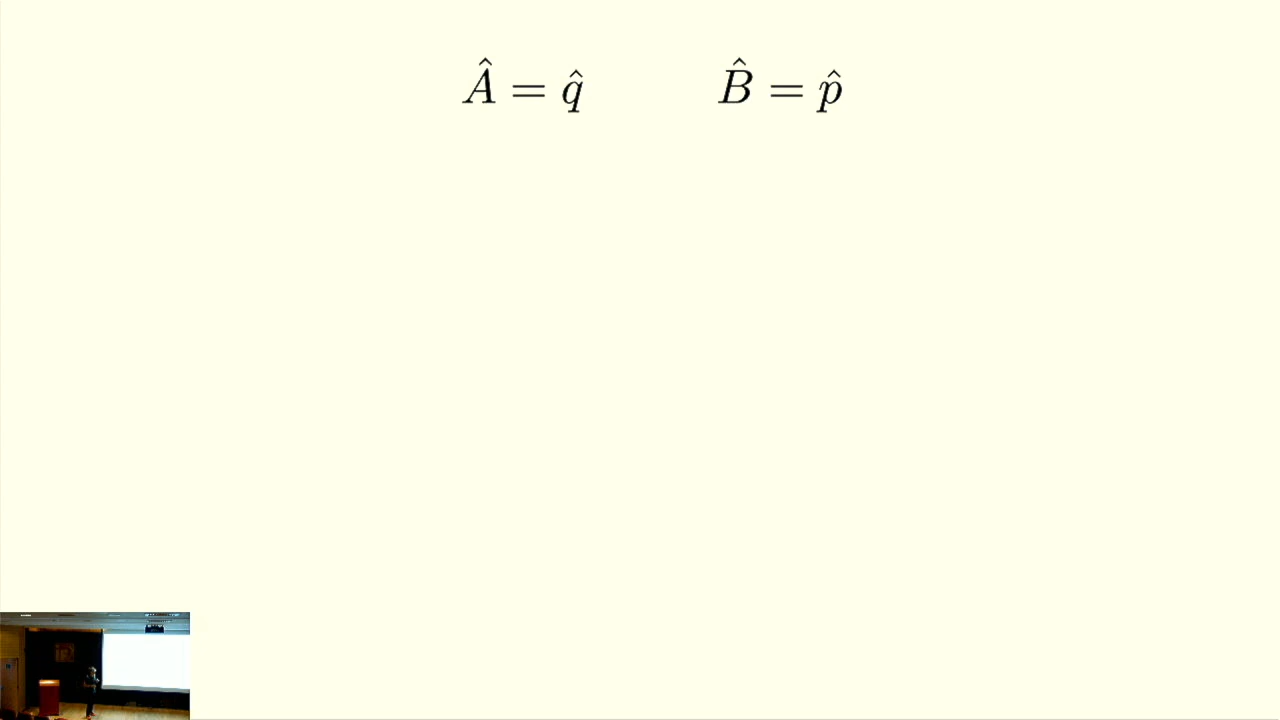 Â = q̂ B̂ = p̂